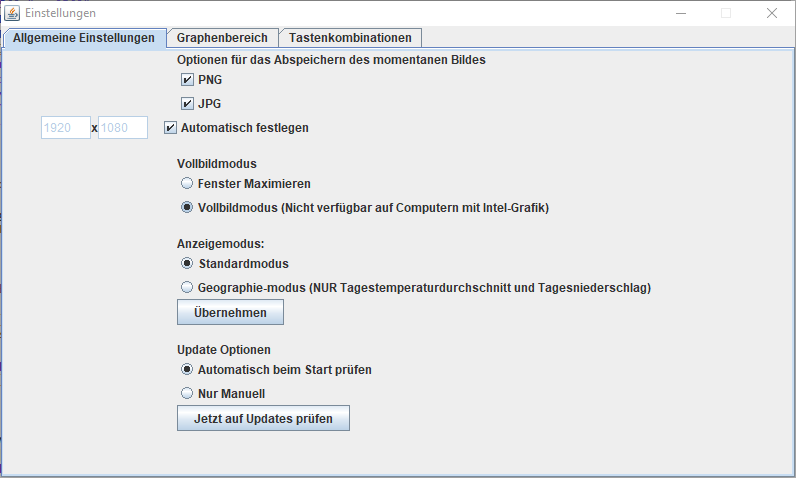 Einstellungen
Allgemeine Einstellungen Graphenbereich Tastenkombinationen
Optionen für das Abspeichern des momentanen Bildes
PNG
JPG
1920 x 1080 Automatisch festlegen
Vollbildmodus
Fenster Maximieren
Vollbildmodus (Nicht verfügbar auf Computern mit Intel-Grafik)
Anzeigemodus:
Standardmodus
Geographie-modus (NUR Tagestemperaturdurchschnitt und Tagesniederschlag)
Übernehmen
Update Optionen
Automatisch beim Start prüfen
Nur Manuell
Jetzt auf Updates prüfen